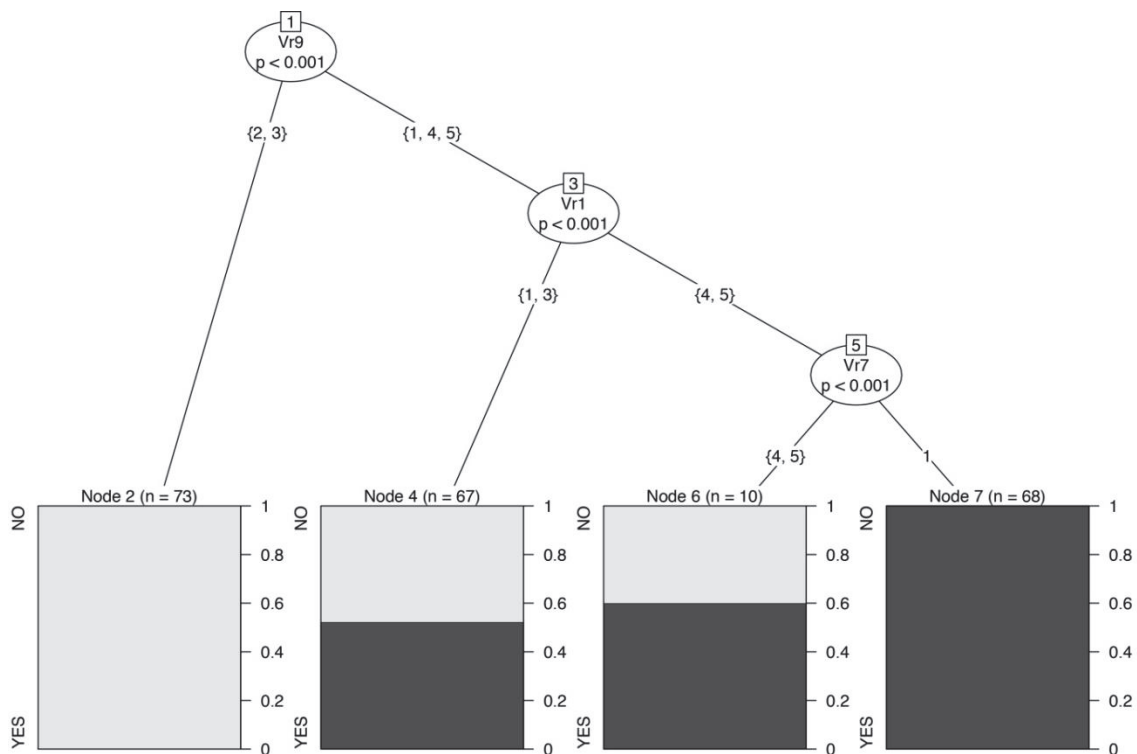 1
Vr9
p < 0.001
{2, 3}
{1, 4, 5}
3
Vr1
p < 0.001
{1, 3}
{4, 5}
5
Vr7
p < 0.001
{4, 5}
1
Node 2 (n = 73)
NO
YES
1
0.8
0.6
0.4
0.2
0
Node 4 (n = 67)
NO
YES
1
0.8
0.6
0.4
0.2
0
Node 6 (n = 10)
NO
YES
1
0.8
0.6
0.4
0.2
0
Node 7 (n = 68)
NO
YES
1
0.8
0.6
0.4
0.2
0